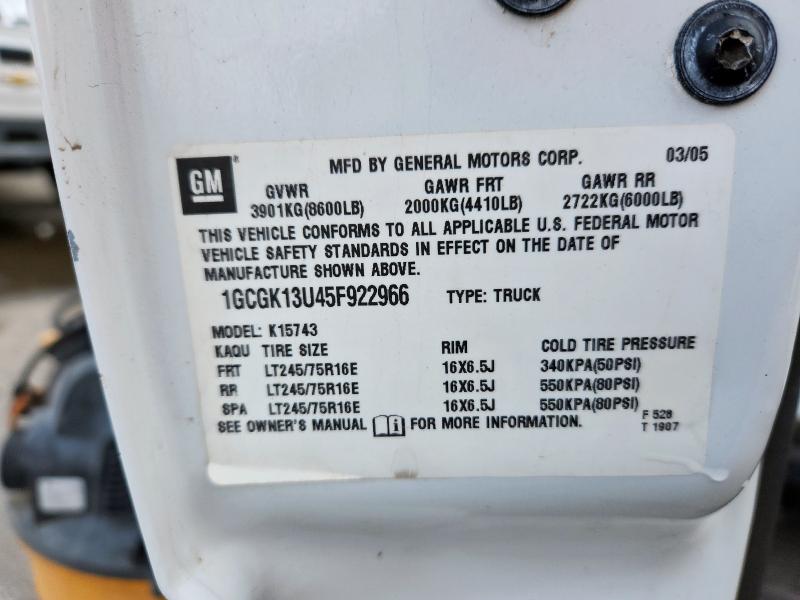 GM
MFD BY GENERAL MOTORS CORP. 03/05
GVWR GAWR FRT GAWR RR
3901KG(8600LB) 2000KG(4410LB) 2722KG(6000LB)
THIS VEHICLE CONFORMS TO ALL APPLICABLE U.S. FEDERAL MOTOR
VEHICLE SAFETY STANDARDS IN EFFECT ON THE DATE OF
MANUFACTURE SHOWN ABOVE.
1GCGK13U45F922966 TYPE: TRUCK
MODEL: K15743
KAQU TIRE SIZE RIM COLD TIRE PRESSURE
FRT LT245/75R16E 16X6.5J 340KPA(50PSI)
RR LT245/75R16E 16X6.5J 550KPA(80PSI)
SPA LT245/75R16E 16X6.5J 550KPA(80PSI)
SEE OWNER'S MANUAL FOR MORE INFORMATION.
F 528
T 1907